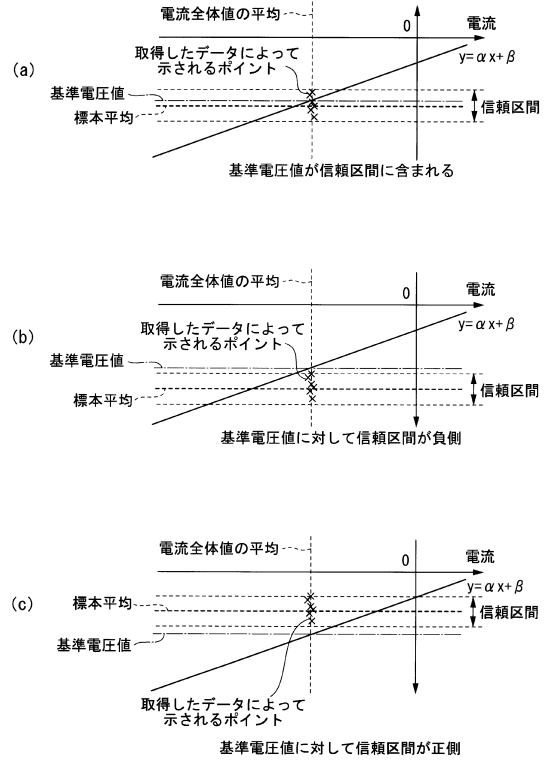 (a)
電流全体値の平均
0
電流
取得したデータによって
示されるポイント
y=αx+β
基準電圧値
標本平均
信頼区間
基準電圧値が信頼区間に含まれる
(b)
電流全体値の平均
0
電流
取得したデータによって
示されるポイント
y=αx+β
基準電圧値
標本平均
信頼区間
基準電圧値に対して信頼区間が負側
(c)
電流全体値の平均
0
電流
y=αx+β
標本平均
信頼区間
基準電圧値
取得したデータによって
示されるポイント
基準電圧値に対して信頼区間が正側